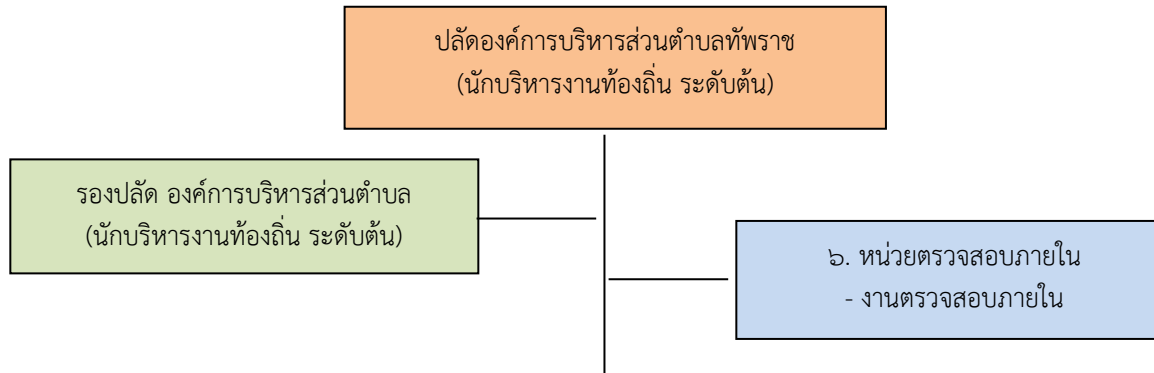 ปลัดองค์การบริหารส่วนตำบลทัพราช
(นักบริหารงานท้องถิ่น ระดับต้น)
รองปลัด องค์การบริหารส่วนตำบล
(นักบริหารงานท้องถิ่น ระดับต้น)
๖. หน่วยตรวจสอบภายใน
- งานตรวจสอบภายใน